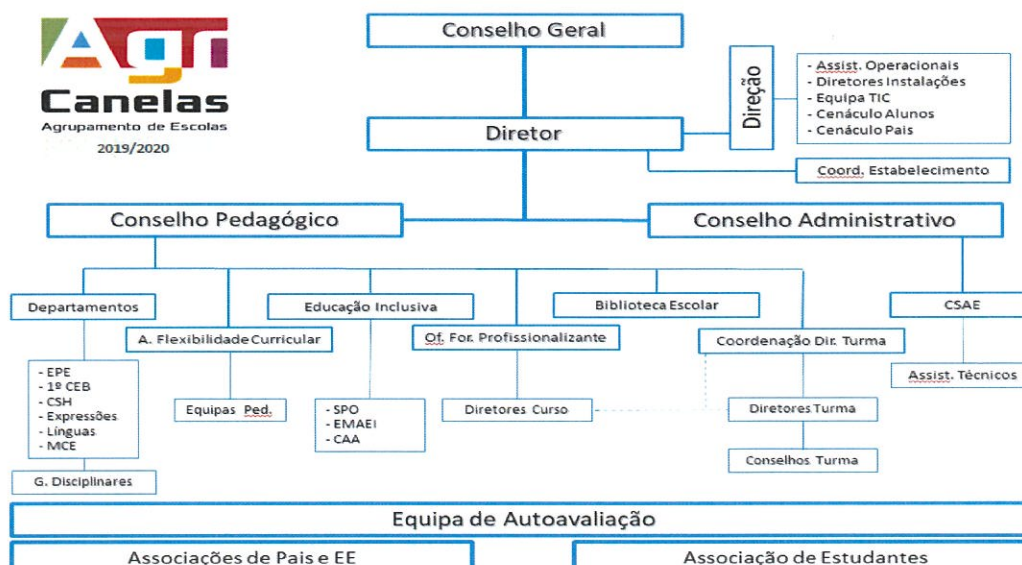 Agri
Canelas
Agrupamento de Escolas
2019/2020
Conselho Geral
Diretor
Direção
- Assist. Operacionais
- Diretores Instalações
- Equipa TIC
- Cenáculo Alunos
- Cenáculo Pais
Coord. Estabelecimento
Conselho Pedagógico
Conselho Administrativo
Departamentos
Educação Inclusiva
Biblioteca Escolar
CSAE
A. Flexibilidade Curricular
Of. For. Profissionalizante
Coordenação Dir. Turma
- EPE
- 1º CEB
- CSH
- Expressões
- Línguas
- MCE
Equipas Ped.
- SPO
- EMAEI
- CAA
Diretores Curso
Diretores Turma
Assist. Técnicos
Conselhos Turma
G. Disciplinares
Equipa de Autoavaliação
Associações de Pais e EE
Associação de Estudantes